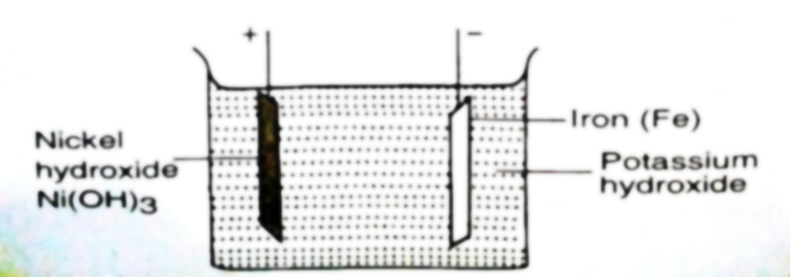 +
−
Nickel
hydroxide
Ni(OH)3
Iron (Fe)
Potassium
hydroxide